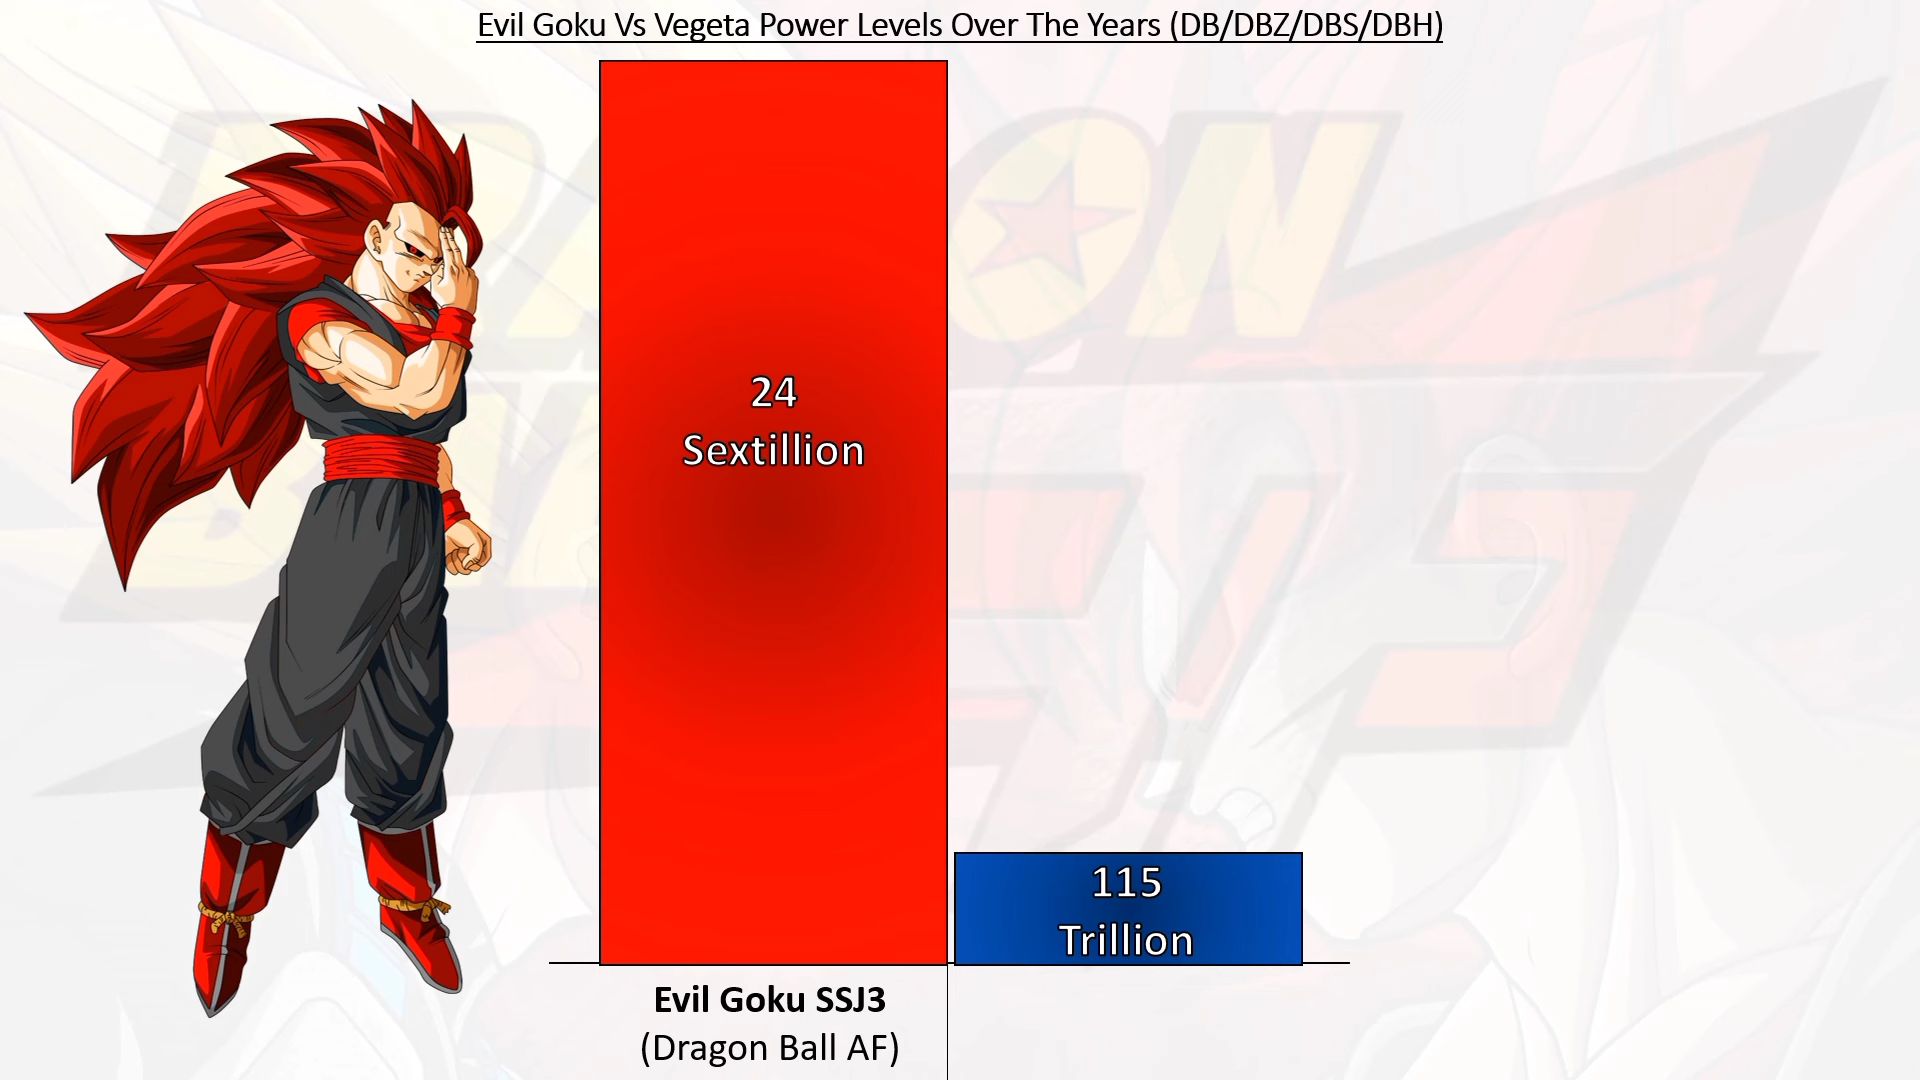 Evil Goku Vs Vegeta Power Levels Over The Years (DB/DBZ/DBS/DBH)
24
Sextillion
115
Trillion
Evil Goku SSJ3
(Dragon Ball AF)